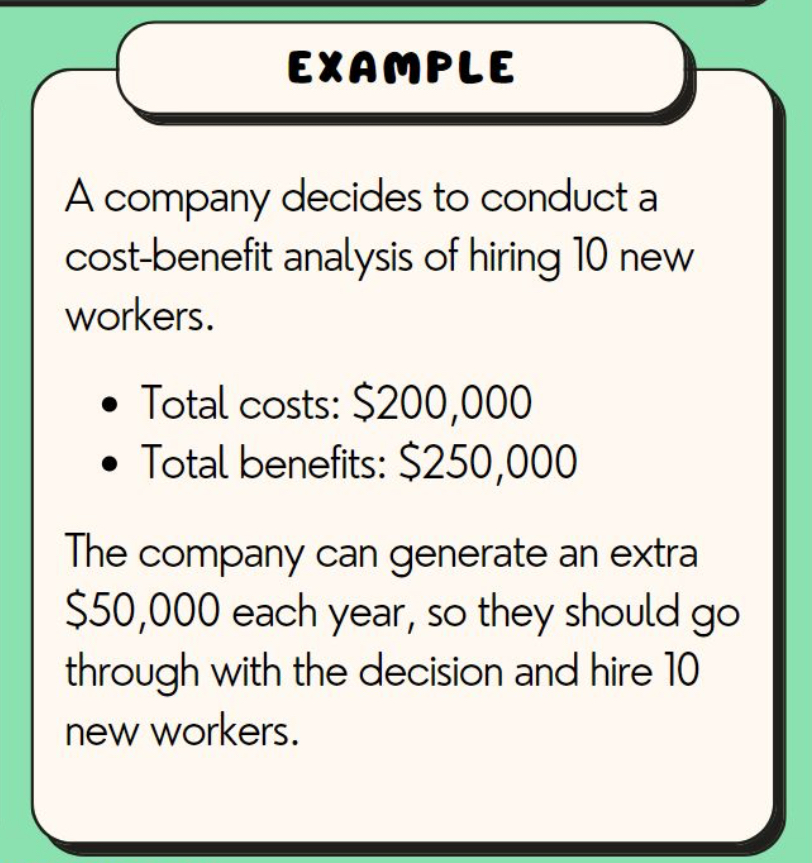 EXAMPLE
A company decides to conduct a
cost-benefit analysis of hiring 10 new
workers.
• Total costs: $200,000
• Total benefits: $250,000
The company can generate an extra
$50,000 each year, so they should go
through with the decision and hire 10
new workers.